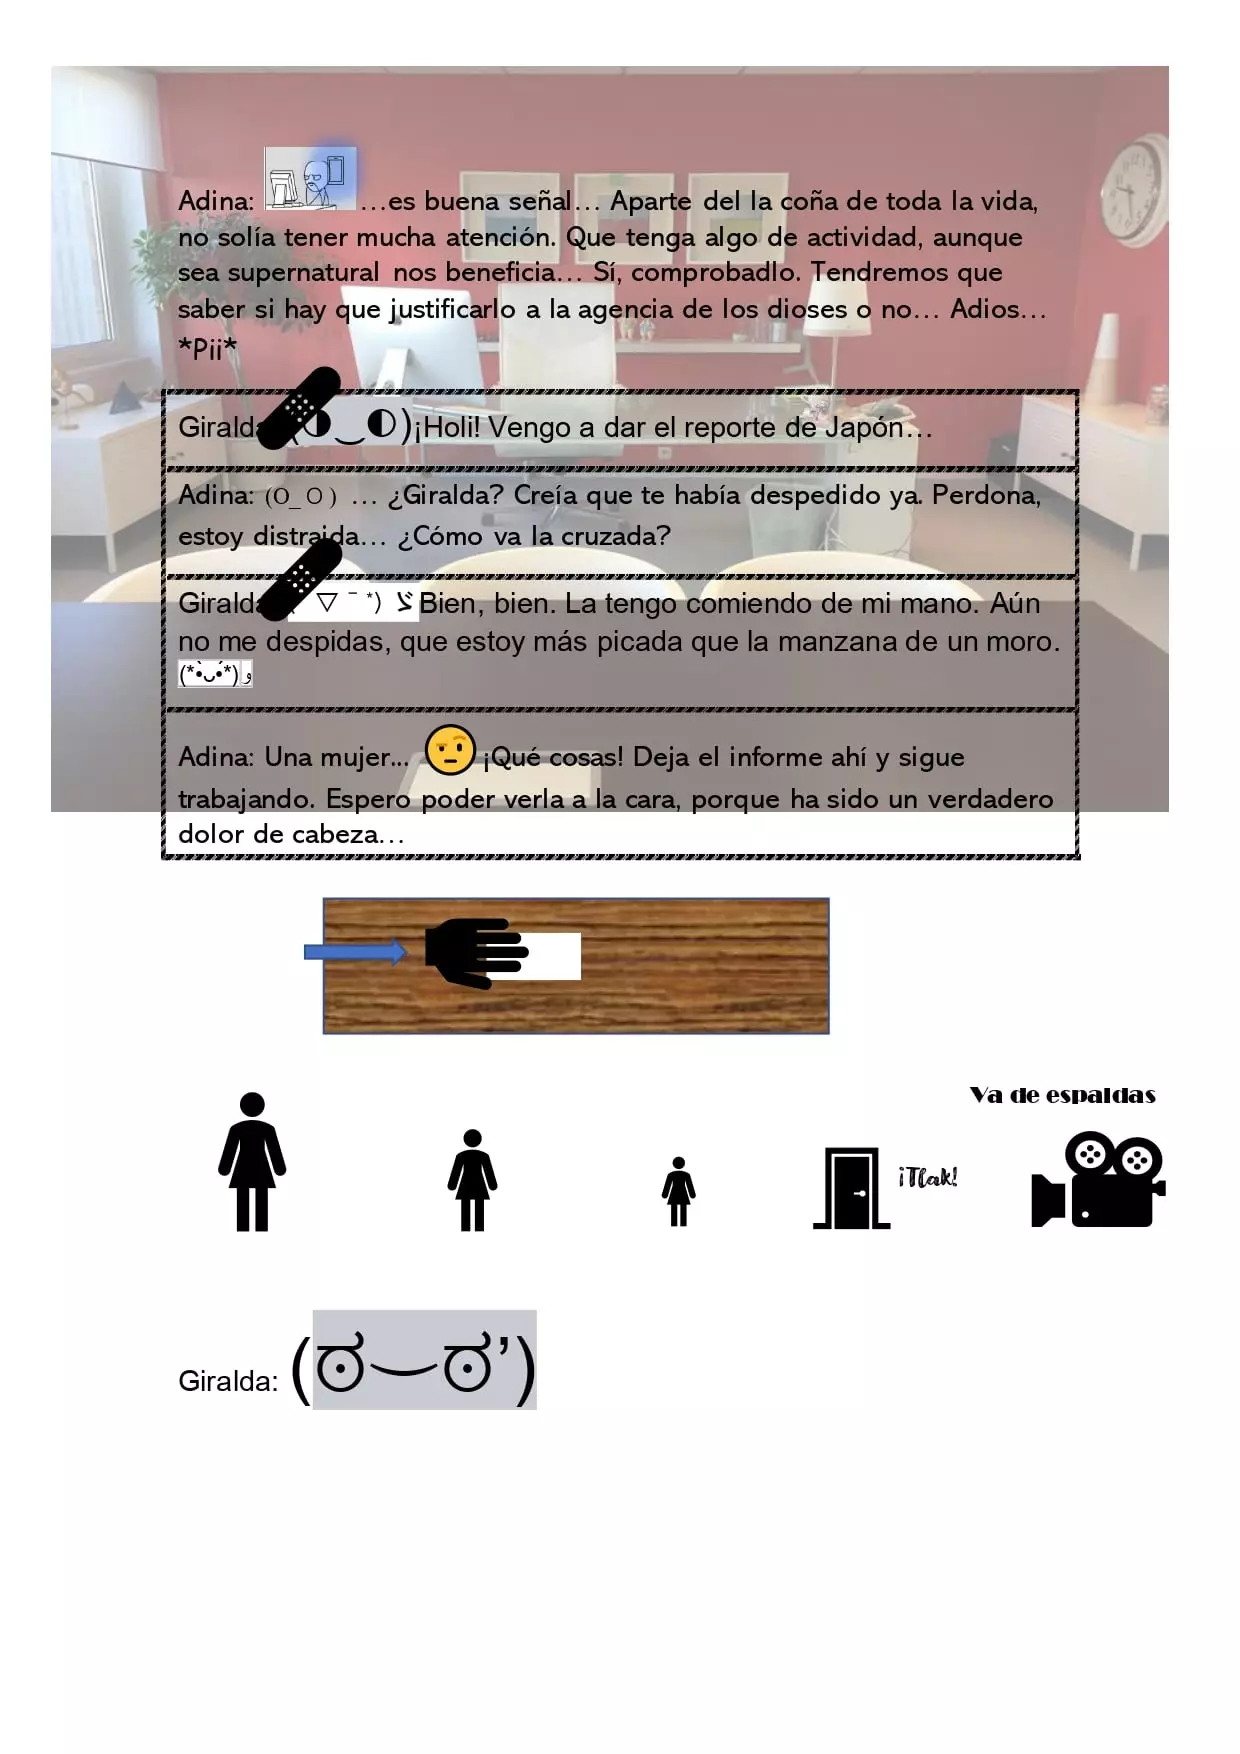 Adina: …es buena señal… Aparte del la coña de toda la vida,
no solía tener mucha atención. Que tenga algo de actividad, aunque
sea supernatural nos beneficia… Sí, comprobadlo. Tendremos que
saber si hay que justificarlo a la agencia de los dioses o no… Adios…
*Pii*
Giralda (◑‿◐)¡Holi! Vengo a dar el reporte de Japón…
Adina: (O_O) … ¿Giralda? Creía que te había despedido ya. Perdona,
estoy distraida… ¿Cómo va la cruzada?
Giralda ( ▽ ¯ *) ゞBien, bien. La tengo comiendo de mi mano. Aún
no me despidas, que estoy más picada que la manzana de un moro.
(*•̀ᴗ•́*)و
Adina: Una mujer... 🤨 ¡Qué cosas! Deja el informe ahí y sigue
trabajando. Espero poder verla a la cara, porque ha sido un verdadero
dolor de cabeza…
Va de espaldas
¡Tlak!
Giralda: (ಠ‿ಠ’)